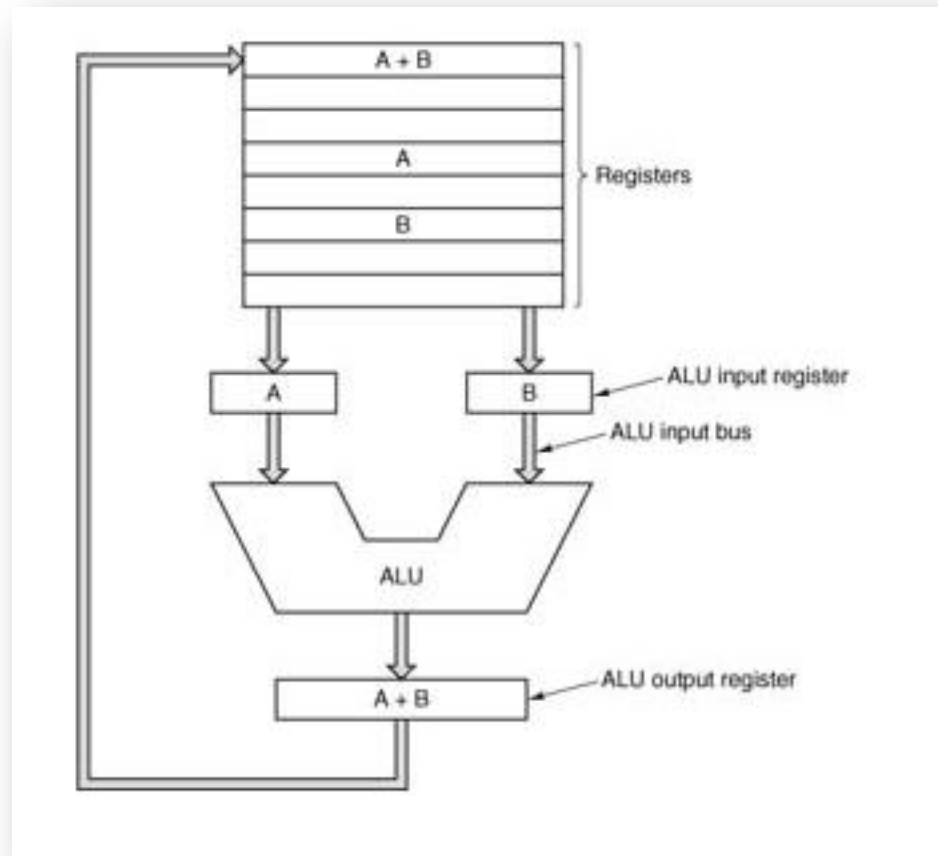 A + B
A
Registers
B
A
B
ALU input register
ALU input bus
ALU
A + B
ALU output register